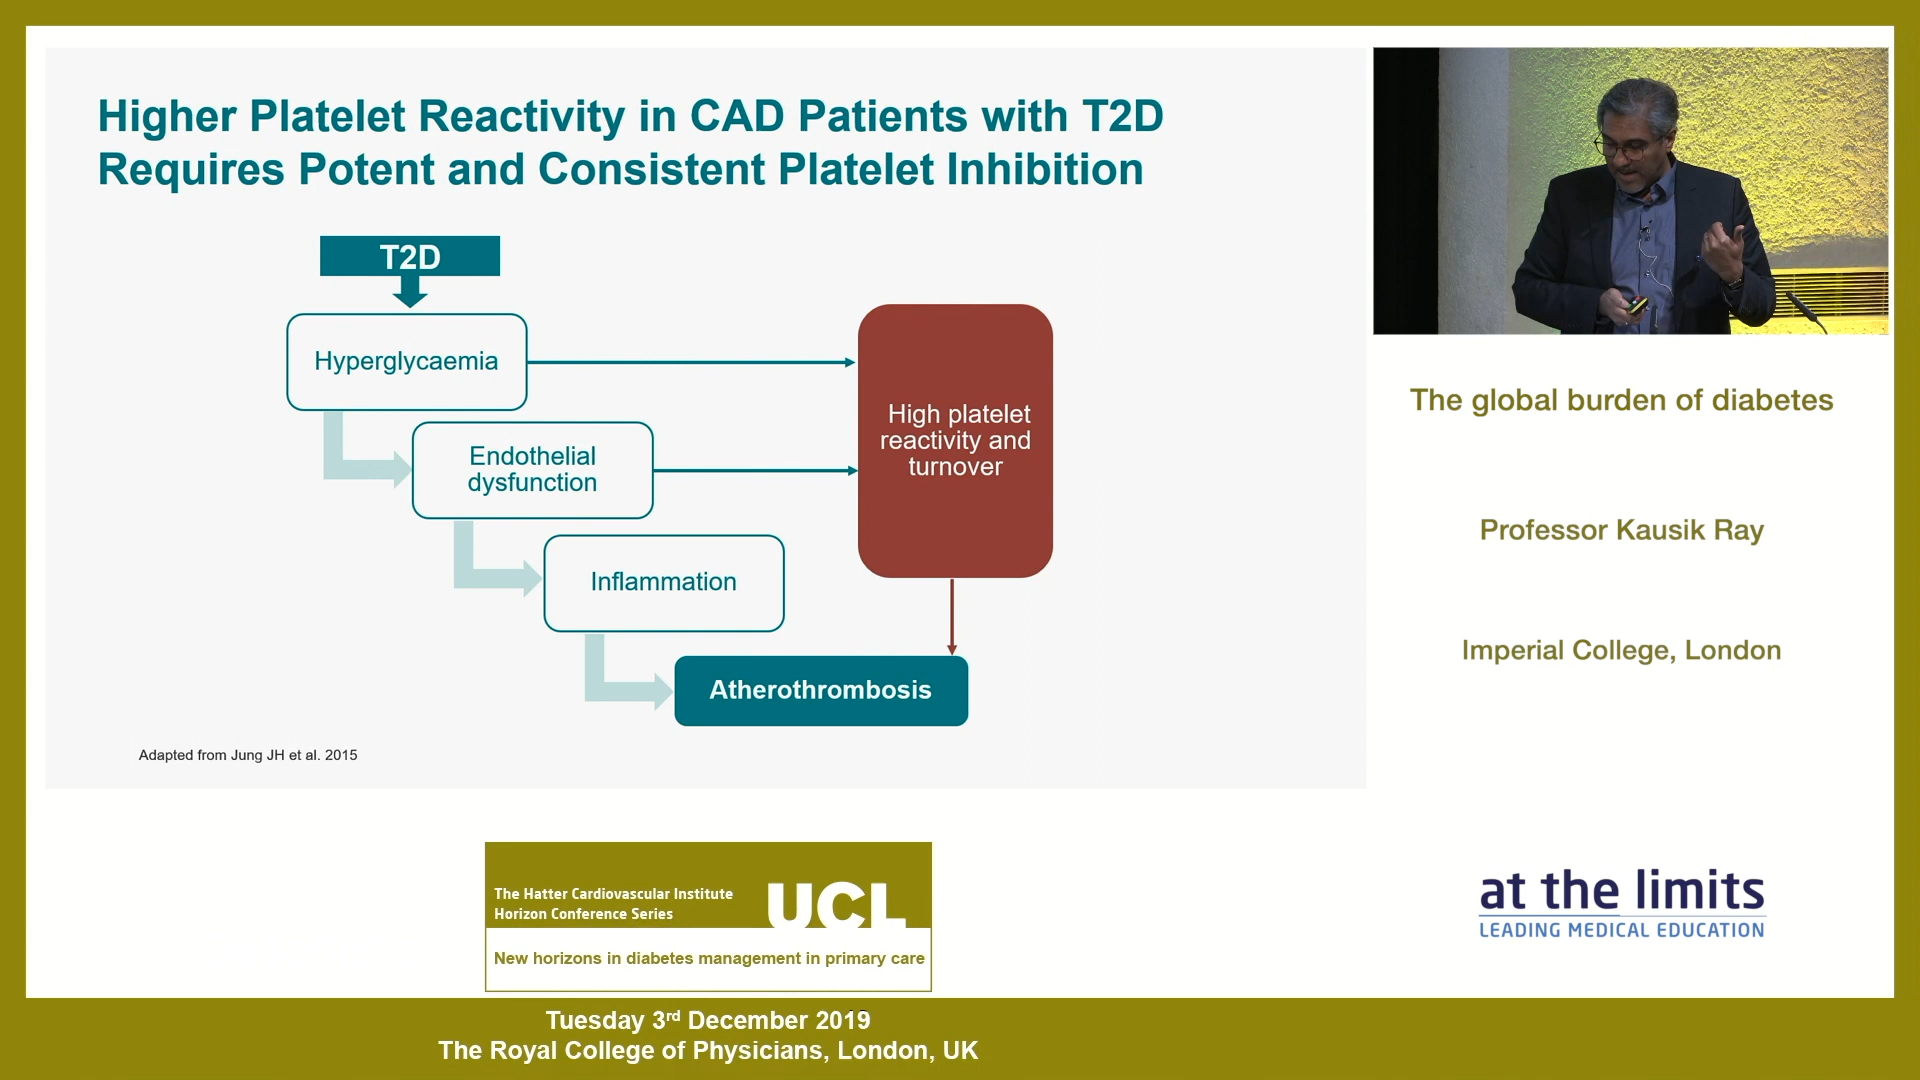 Higher Platelet Reactivity in CAD Patients with T2D
Requires Potent and Consistent Platelet Inhibition
T2D
Hyperglycaemia
Endothelial
dysfunction
Inflammation
High platelet
reactivity and
turnover
Atherothrombosis
Adapted from Jung JH et al. 2015
The global burden of diabetes
Professor Kausik Ray
Imperial College, London
The Hatter Cardiovascular Institute
Horizon Conference Series
UCL
New horizons in diabetes management in primary care
at the limits
LEADING MEDICAL EDUCATION
Tuesday 3rd December 2019
The Royal College of Physicians, London, UK